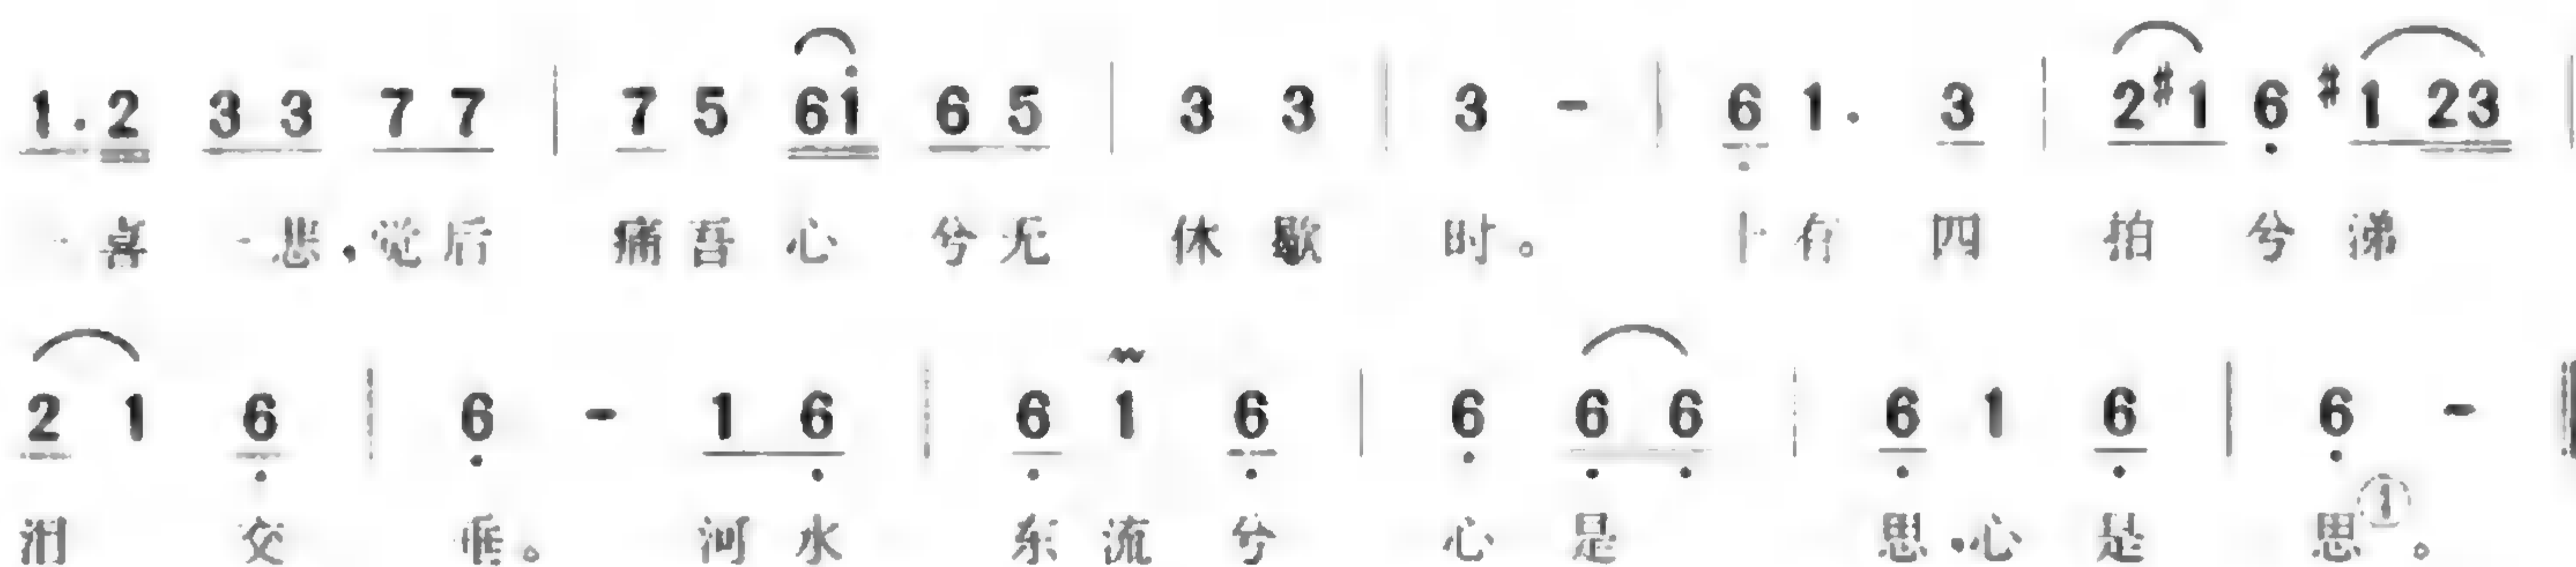 1·2 3 3 7 7 | 7 5 6i 6 5 | 3 3 | 3 - | 6 1· 3 | 2#1 6 #1 23 |
一喜一悲,觉后痛吾心兮无休歇时。十有四拍兮涕
2 1 6 | 6 - 1 6 | 6 1 6 | 6 6 6 | 6 1 6 | 6 - ‖
泪交垂。河水东流兮心是思,心是思①。